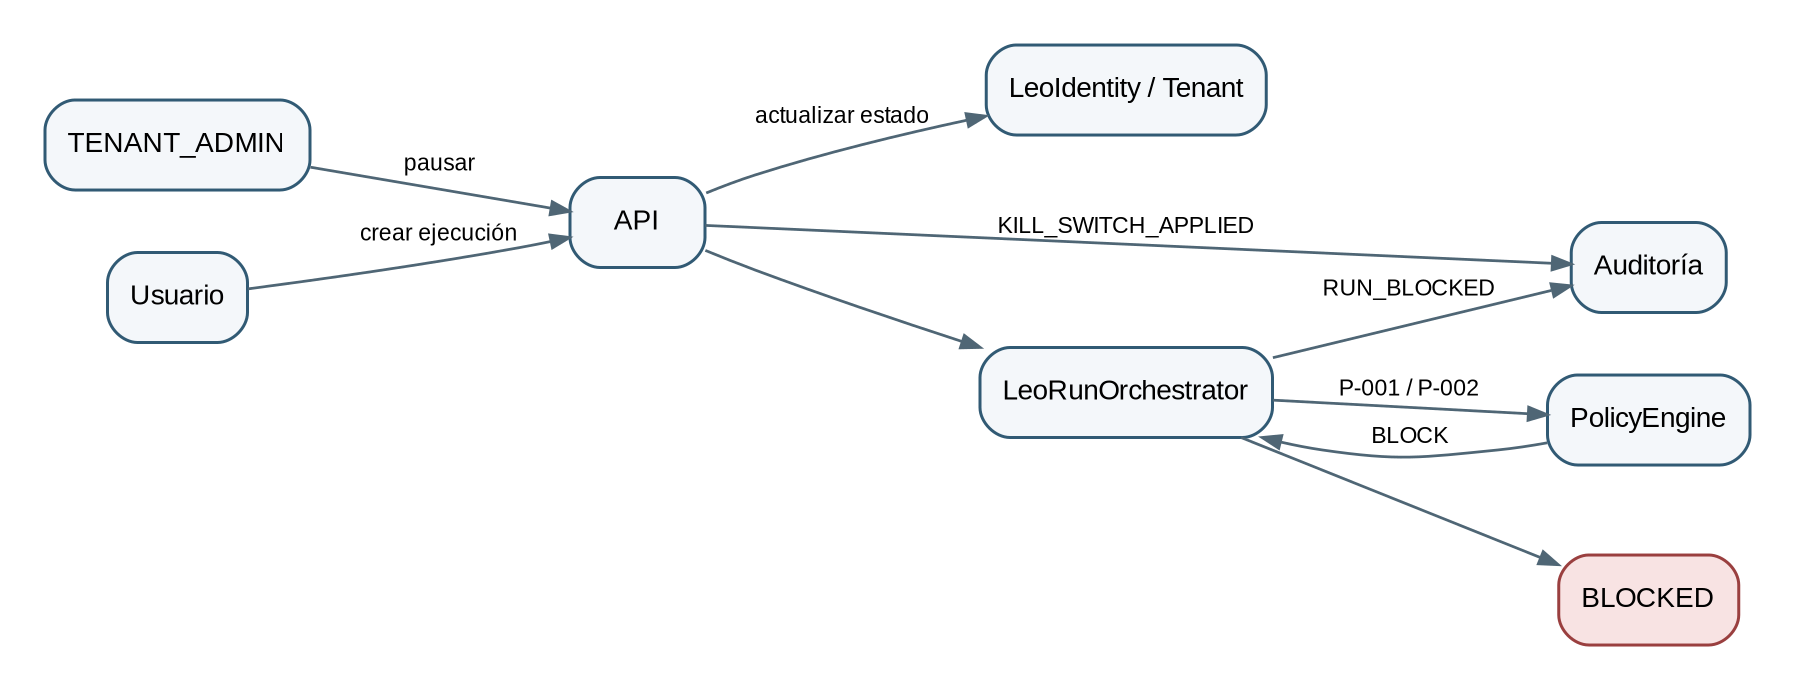 LeoIdentity / Tenant
actualizar estado
TENANT_ADMIN
pausar
API
KILL_SWITCH_APPLIED
crear ejecución
Usuario
Auditoría
RUN_BLOCKED
LeoRunOrchestrator
P-001 / P-002
PolicyEngine
BLOCK
BLOCKED